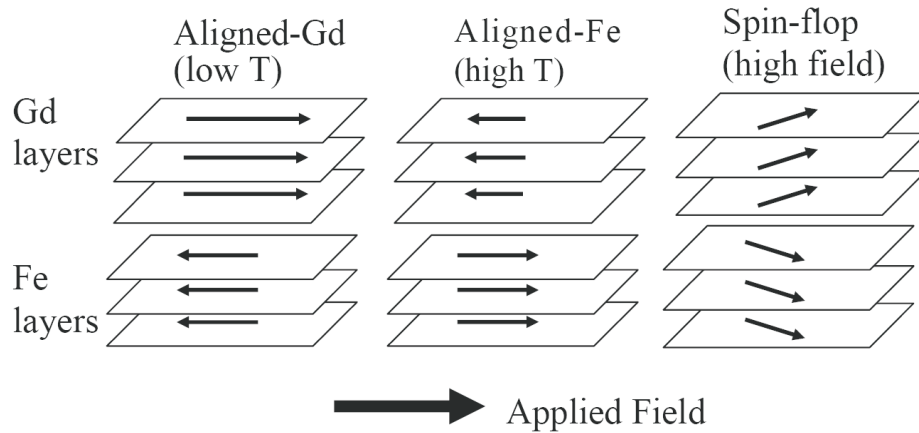 Aligned-Gd
(low T)
Aligned-Fe
(high T)
Spin-flop
(high field)
Gd
layers
Fe
layers
Applied Field